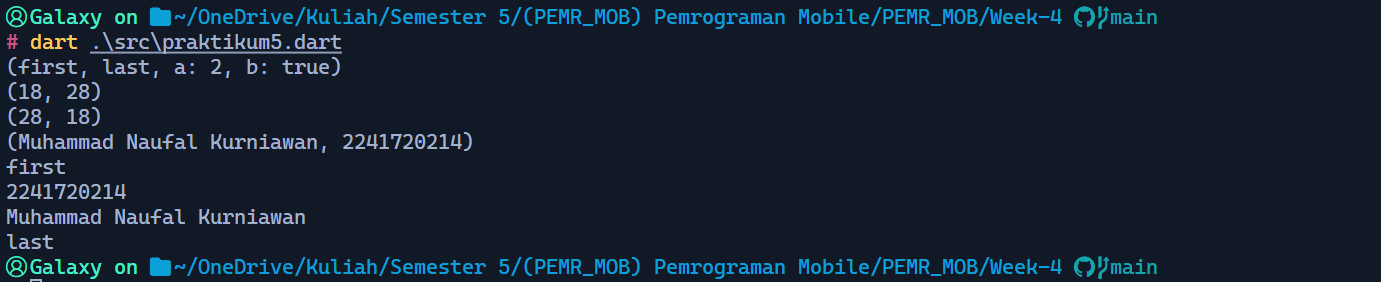 Galaxy on ~/OneDrive/Kuliah/Semester 5/(PEMR_MOB) Pemrograman Mobile/PEMR_MOB/Week-4 main
# dart .\src\praktikum5.dart
(first, last, a: 2, b: true)
(18, 28)
(28, 18)
(Muhammad Naufal Kurniawan, 2241720214)
first
2241720214
Muhammad Naufal Kurniawan
last
Galaxy on ~/OneDrive/Kuliah/Semester 5/(PEMR_MOB) Pemrograman Mobile/PEMR_MOB/Week-4 main